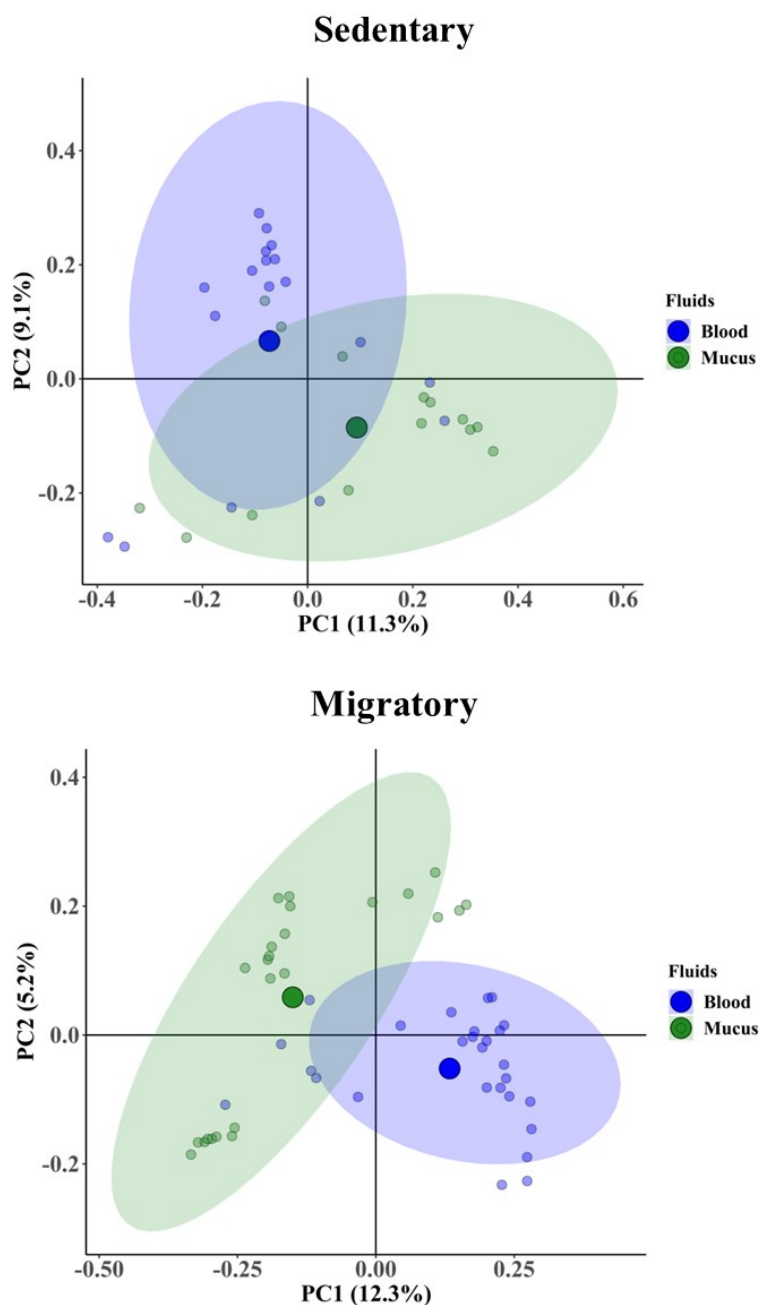 Sedentary
0.4
0.2
0.0
-0.2
PC2 (9.1%)
-0.4 -0.2 0.0 0.2 0.4 0.6
PC1 (11.3%)
Fluids
Blood
Mucus
Migratory
0.4
0.2
0.0
-0.2
PC2 (5.2%)
-0.50 -0.25 0.00 0.25
PC1 (12.3%)
Fluids
Blood
Mucus